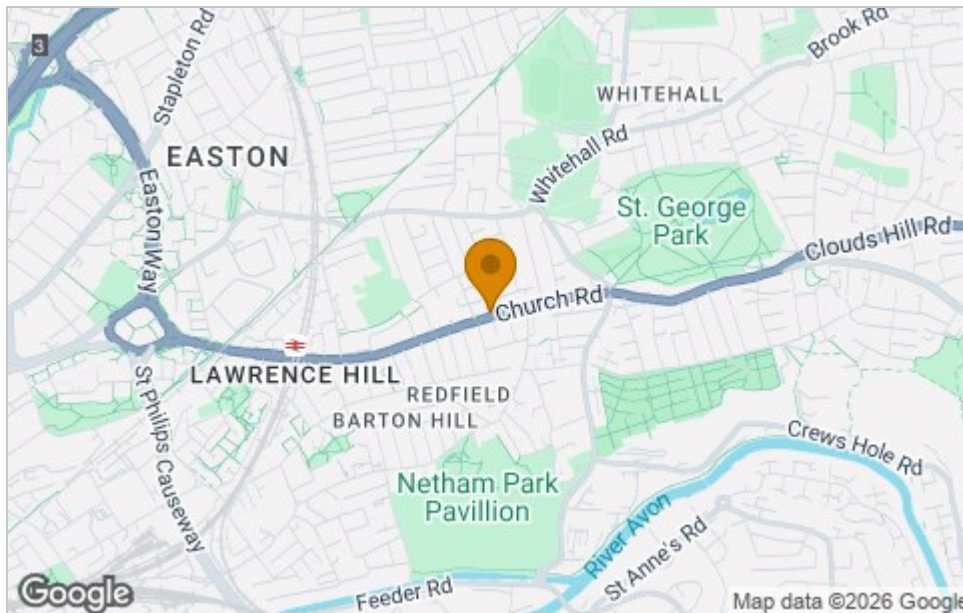 3
Stapleton Rd
Brook Rd
WHITEHALL
EASTON
Whitehall Rd
Easton Way
St. George
Park
Clouds Hill Rd
Church Rd
LAWRENCE HILL
REDFIELD
BARTON HILL
St Phillips Causeway
Crews Hole Rd
Netham Park
Pavillion
River Avon
St Anne's Rd
Feeder Rd
Google
Map data ©2026 Google